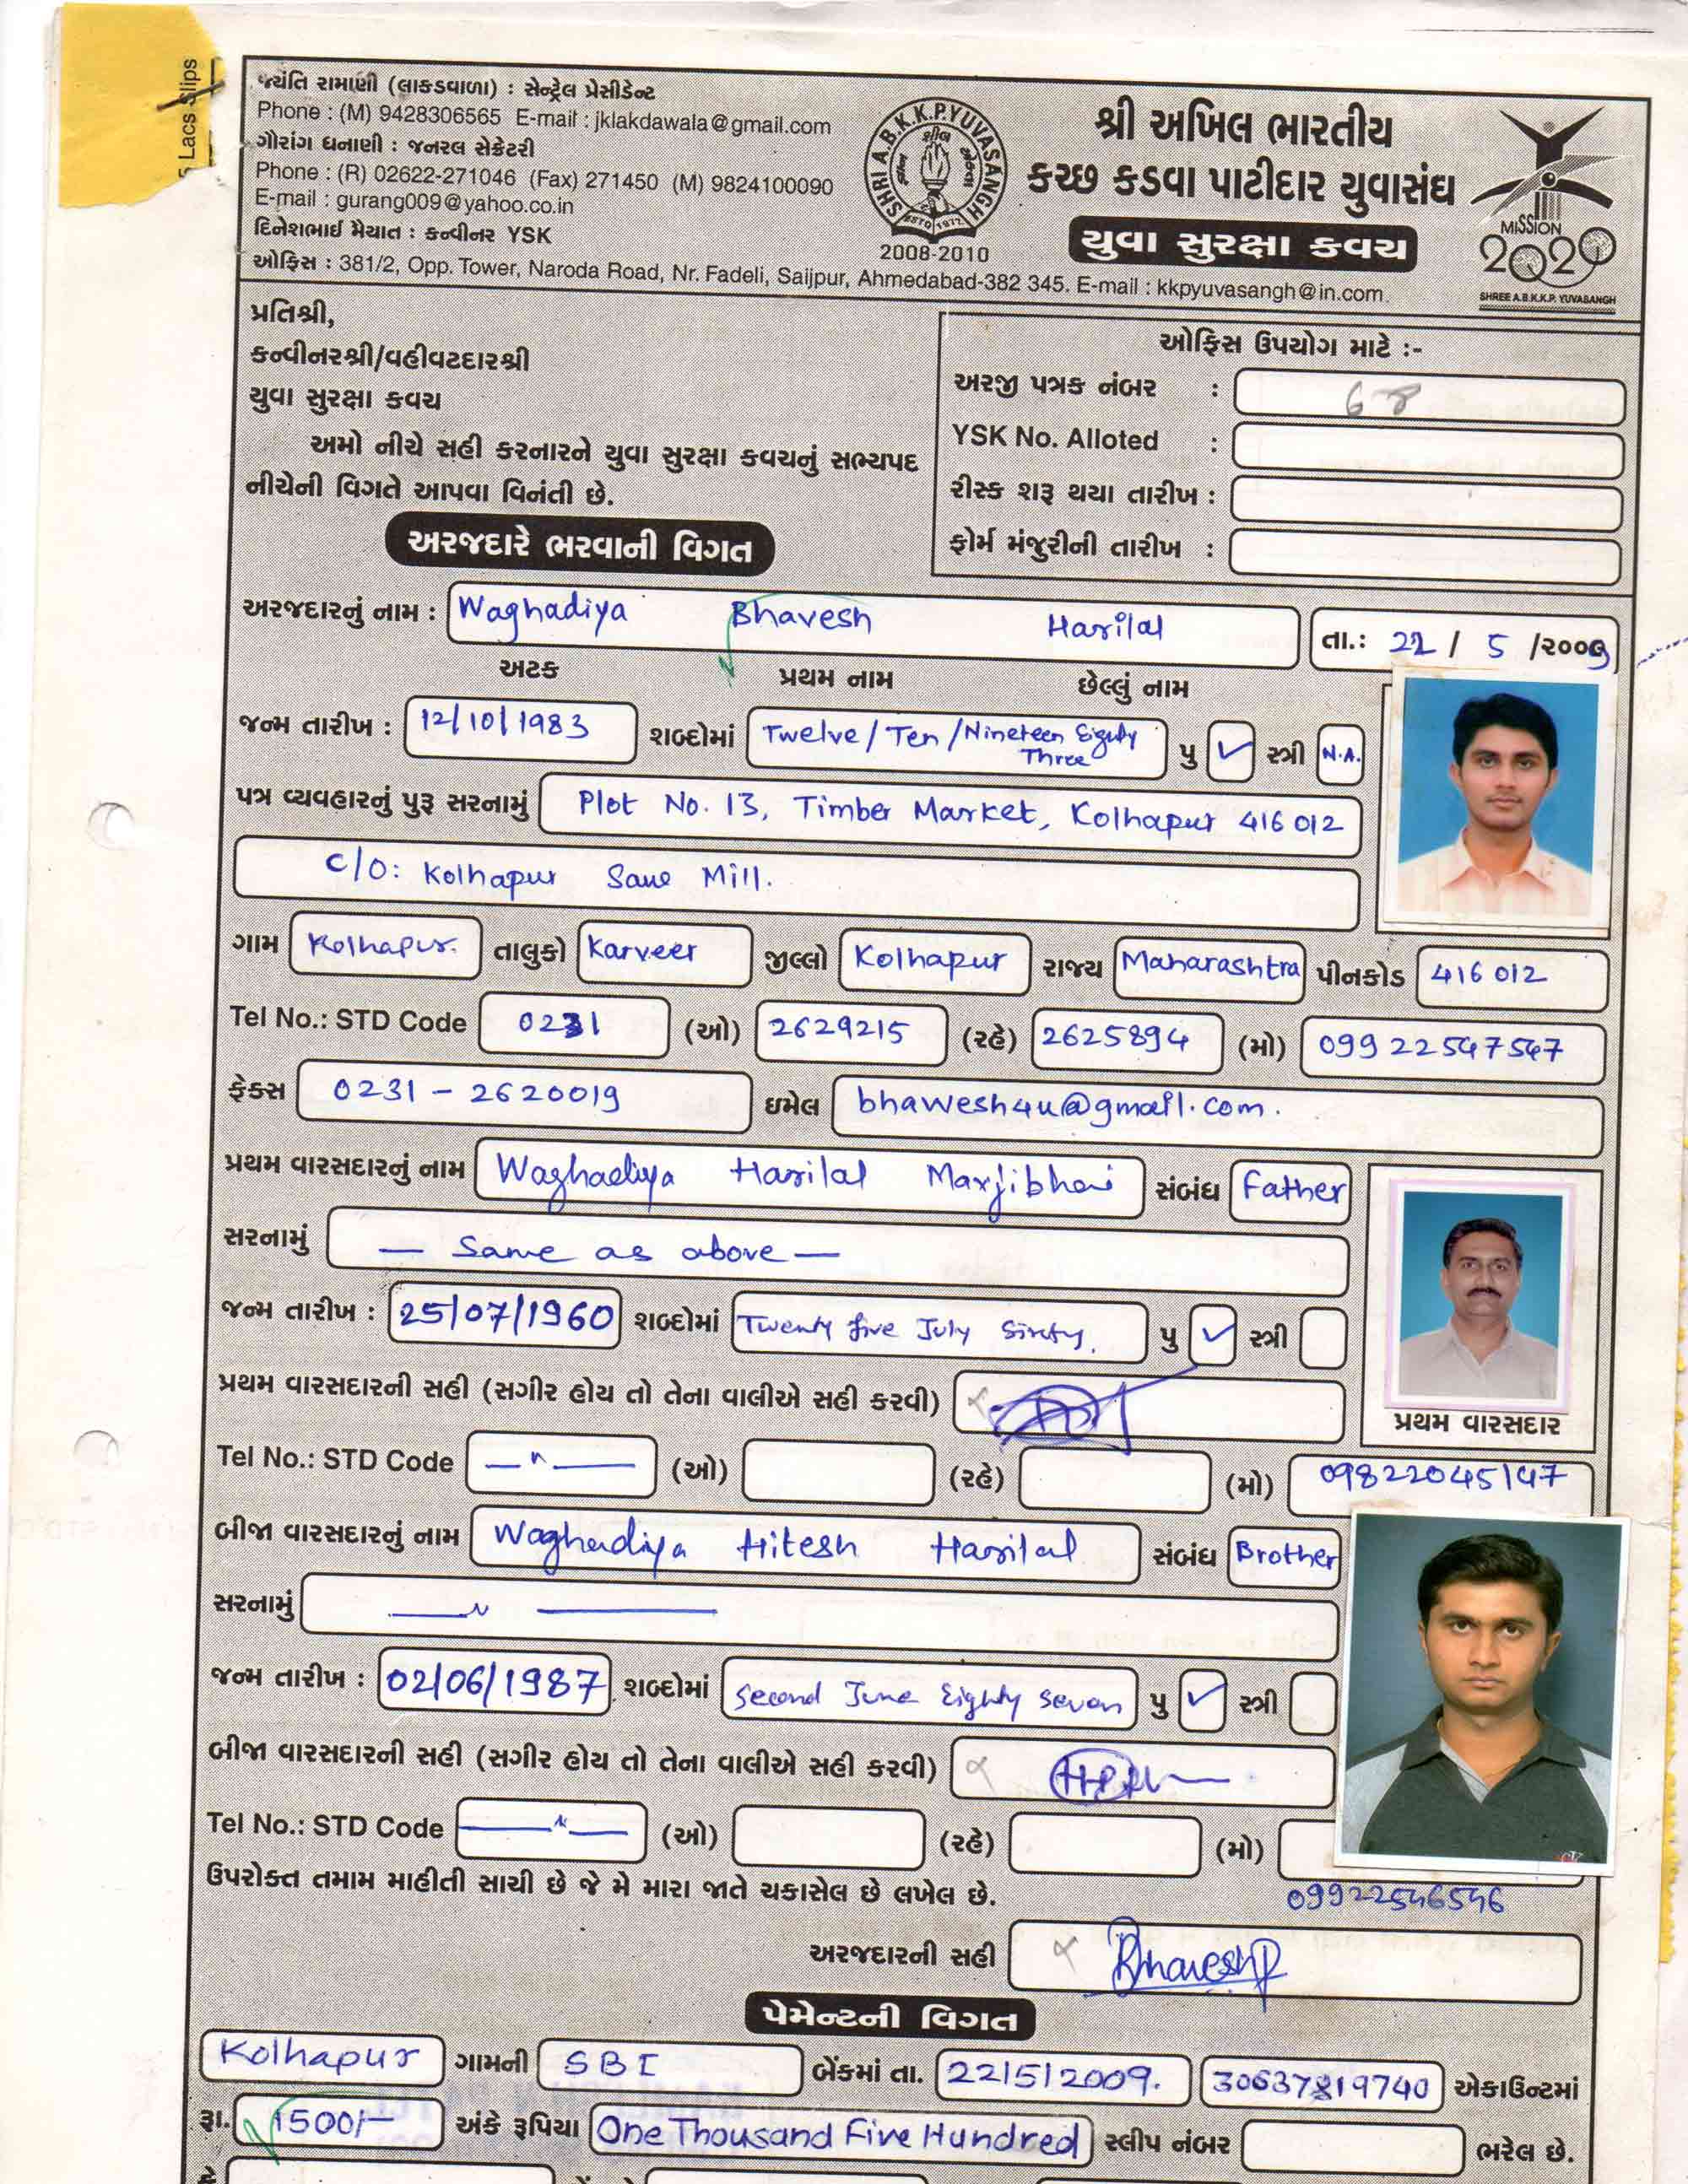 5 Lacs Slips
જ્યંતિ રામાણી (લાકડવાળા) : સેન્ટ્રેલ પ્રેસીડેન્ટ
Phone : (M) 9428306565 E-mail : jklakdawala@gmail.com
ગૌરાંગ ધનાણી : જનરલ સેક્રેટરી
Phone : (R) 02622-271046 (Fax) 271450 (M) 9824100090
E-mail : gurang009@yahoo.co.in
દિનેશભાઈ મૈયાત : કન્વીનર YSK
ઓફિસ : 381/2, Opp. Tower, Naroda Road, Nr. Fadeli, Saijpur, Ahmedabad-382 345. E-mail : kkpyuvasangh@in.com.
SHRI A.B.K.K.P.YUVASANGH
ESTD 1977
2008-2010
શ્રી અખિલ ભારતીય
કચ્છ કડવા પાટીદાર યુવાસંઘ
યુવા સુરક્ષા કવચ
MISSION
2020
SHREE A.B.K.K.P. YUVASANGH
પ્રતિશ્રી,
કન્વીનરશ્રી/વહીવટદારશ્રી
યુવા સુરક્ષા કવચ
અમો નીચે સહી કરનારને યુવા સુરક્ષા કવચનું સભ્યપદ
નીચેની વિગતે આપવા વિનંતી છે.
ઓફિસ ઉપયોગ માટે :-
અરજી પત્રક નંબર : 68
YSK No. Alloted :
રીસ્ક શરૂ થયા તારીખ :
ફોર્મ મંજુરીની તારીખ :
અરજદારે ભરવાની વિગત
અરજદારનું નામ : Waghadiya Bhavesh Harilal તા.: 22 / 5 /૨૦૦9
અટક પ્રથમ નામ છેલ્લું નામ
જન્મ તારીખ : 12/10/1983 શબ્દોમાં Twelve/Ten/Nineteen Eighty Three પુ ✓ સ્ત્રી N.A.
પત્ર વ્યવહારનું પુરૂ સરનામું Plot No. 13, Timber Market, Kolhapur 416 012
C/O: Kolhapur Saw Mill.
ગામ Kolhapur. તાલુકો Karveer જીલ્લો Kolhapur રાજ્ય Maharashtra પીનકોડ 416 012
Tel No.: STD Code 0231 (ઓ) 2629215 (રહે) 2625894 (મો) 099 22547547
ફેક્સ 0231 - 2620019 ઇમેલ bhawesh4u@gmail.com.
પ્રથમ વારસદારનું નામ Waghadiya Harilal Marjibhai સંબંધ Father
સરનામું — Same as above —
જન્મ તારીખ : 25/07/1960 શબ્દોમાં Twenty five July Sixty. પુ ✓ સ્ત્રી
પ્રથમ વારસદારની સહી (સગીર હોય તો તેના વાલીએ સહી કરવી)
પ્રથમ વારસદાર
Tel No.: STD Code — " — (ઓ) (રહે) (મો) 09822045147
બીજા વારસદારનું નામ Waghadiya Hitesh Harilal સંબંધ Brother
સરનામું — " —
જન્મ તારીખ : 02/06/1987 શબ્દોમાં Second June Eighty Seven પુ ✓ સ્ત્રી
બીજા વારસદારની સહી (સગીર હોય તો તેના વાલીએ સહી કરવી)
Tel No.: STD Code — " — (ઓ) (રહે) (મો)
09922546546
ઉપરોક્ત તમામ માહીતી સાચી છે જે મે મારા જાતે ચકાસેલ છે લખેલ છે.
અરજદારની સહી Bhavesh
પેમેન્ટની વિગત
Kolhapur ગામની SBI બેંકમાં તા. 22/5/2009. 30637819740 એકાઉન્ટમાં
રૂા. 1500/- અંકે રૂપિયા One Thousand Five Hundred સ્લીપ નંબર ભરેલ છે.